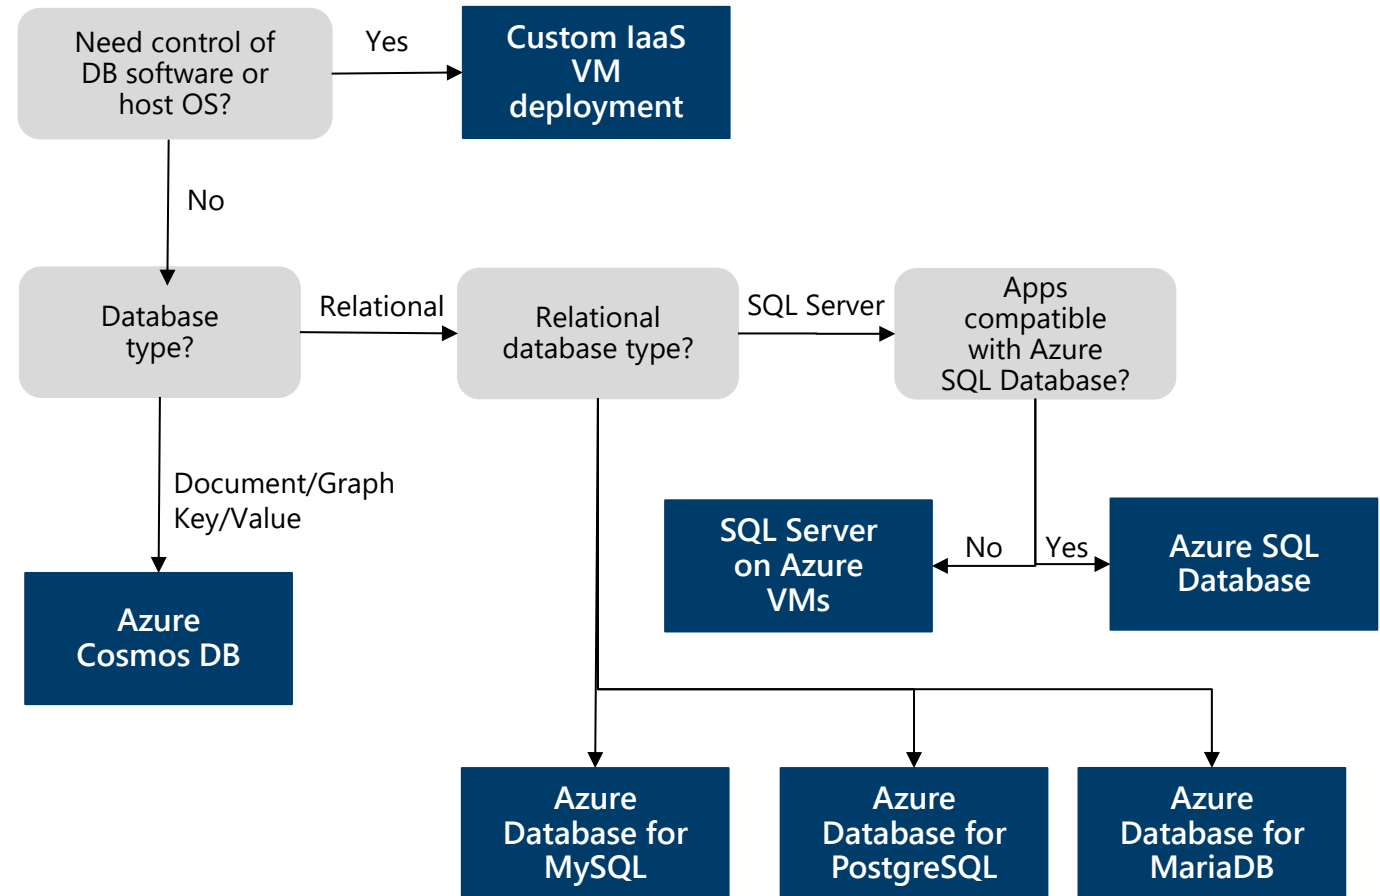 Need control of
DB software or
host OS?
Yes
Custom IaaS
VM
deployment
No
Database
type?
Relational
Relational
database type?
SQL Server
Apps
compatible
with Azure
SQL Database?
Document/Graph
Key/Value
SQL Server
on Azure
VMs
No
Yes
Azure SQL
Database
Azure
Cosmos DB
Azure
Database for
MySQL
Azure
Database for
PostgreSQL
Azure
Database for
MariaDB